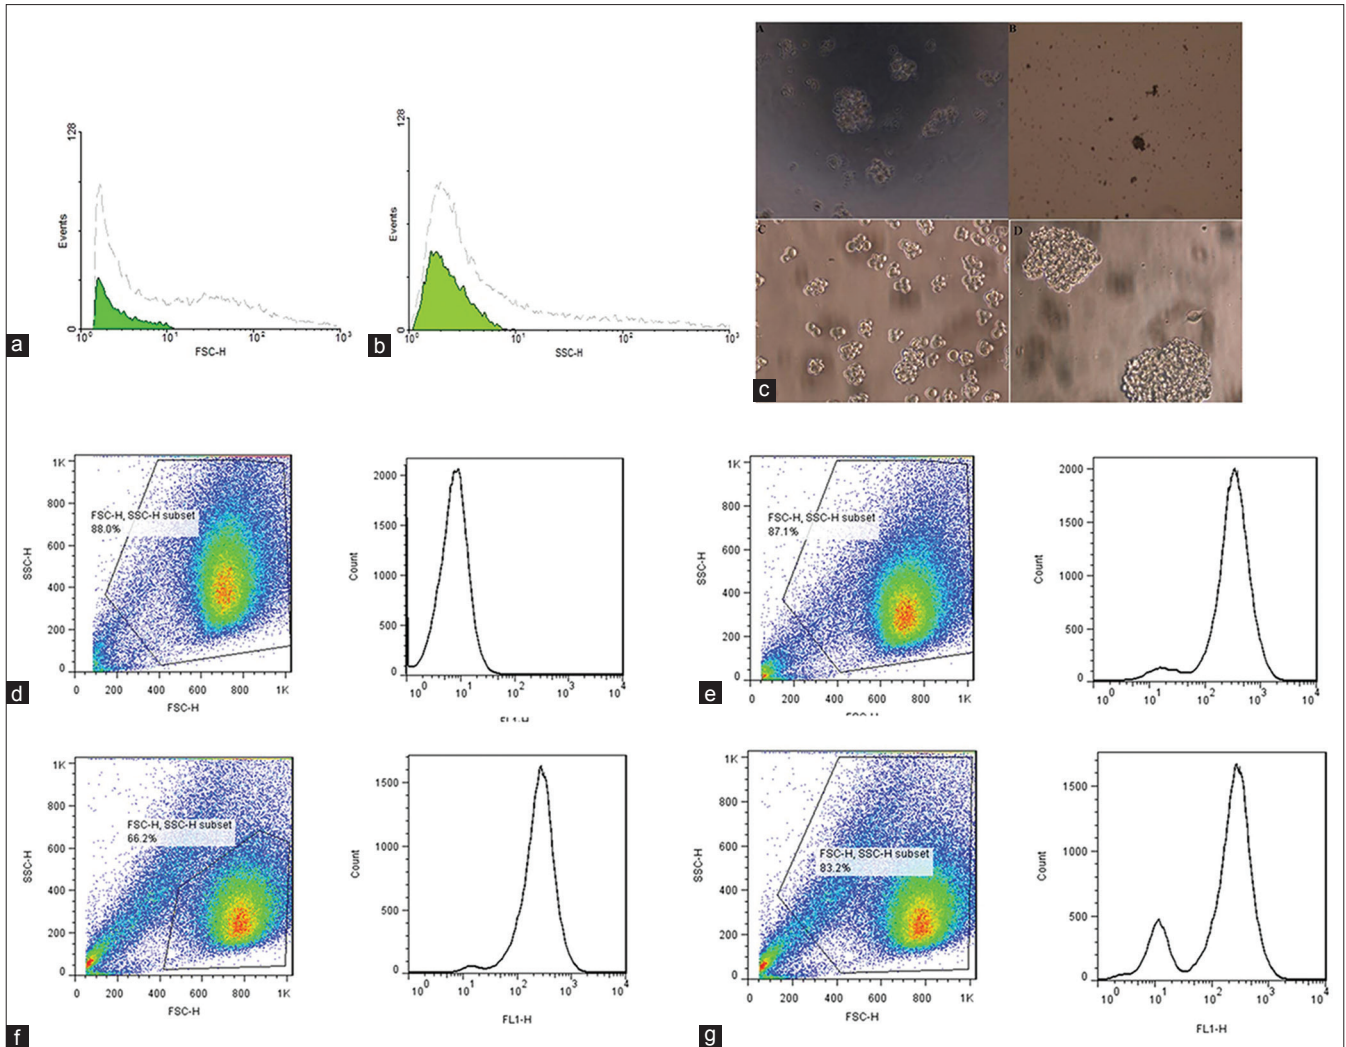 128
Events
0
10⁰ 10¹ 10² 10³
FSC-H
a
128
Events
0
10⁰ 10¹ 10² 10³
SSC-H
b
A
B
C
D
c
1K
800
600
400
200
0
SSC-H
FSC-H, SSC-H subset
88.0%
0 200 400 600 800 1K
FSC-H
2000
1500
1000
500
0
Count
10⁰ 10¹ 10² 10³ 10⁴
FL1-H
d
1K
800
600
400
200
0
SSC-H
FSC-H, SSC-H subset
87.1%
0 200 400 600 800 1K
FSC-H
2000
1500
1000
500
0
Count
10⁰ 10¹ 10² 10³ 10⁴
e
1K
800
600
400
200
0
SSC-H
FSC-H, SSC-H subset
66.2%
0 200 400 600 800 1K
FSC-H
1500
1000
500
0
Count
10⁰ 10¹ 10² 10³ 10⁴
FL1-H
f
1K
800
600
400
200
0
SSC-H
FSC-H, SSC-H subset
83.2%
0 200 400 600 800 1K
FSC-H
1500
1000
500
0
Count
10⁰ 10¹ 10² 10³ 10⁴
FL1-H
g